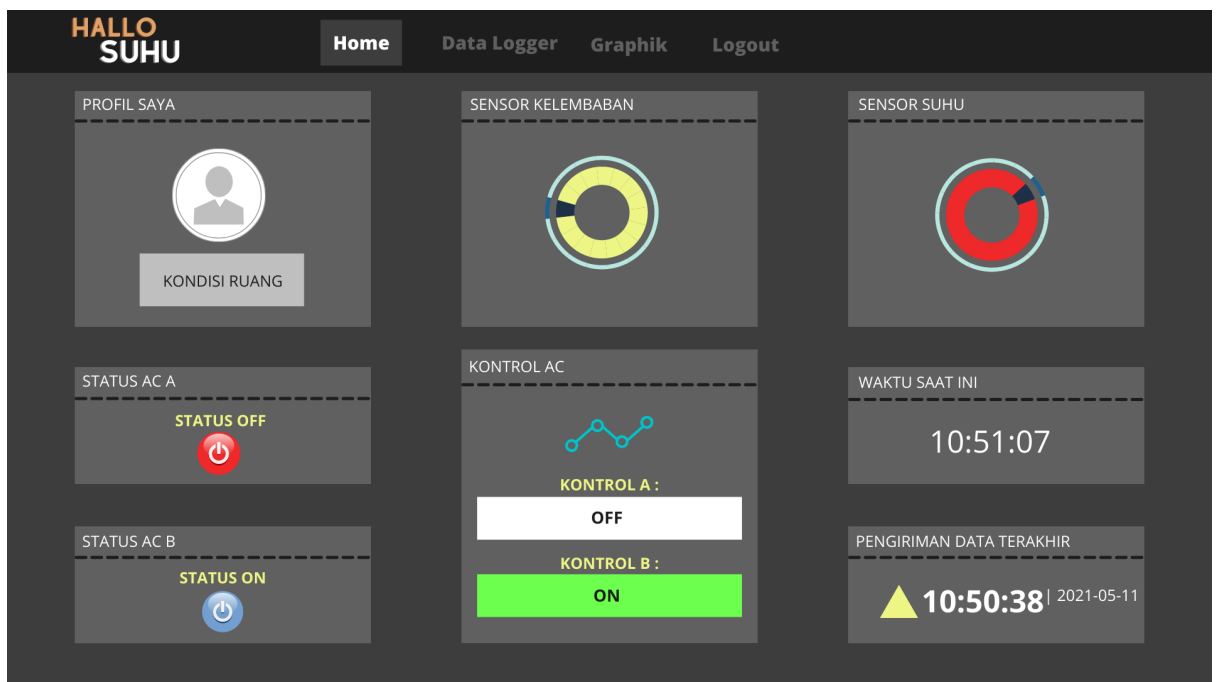 HALLO
SUHU
Home
Data Logger
Graphik
Logout
PROFIL SAYA
KONDISI RUANG
SENSOR KELEMBABAN
SENSOR SUHU
STATUS AC A
STATUS OFF
KONTROL AC
KONTROL A :
OFF
KONTROL B :
ON
WAKTU SAAT INI
10:51:07
STATUS AC B
STATUS ON
PENGIRIMAN DATA TERAKHIR
10:50:38 | 2021-05-11